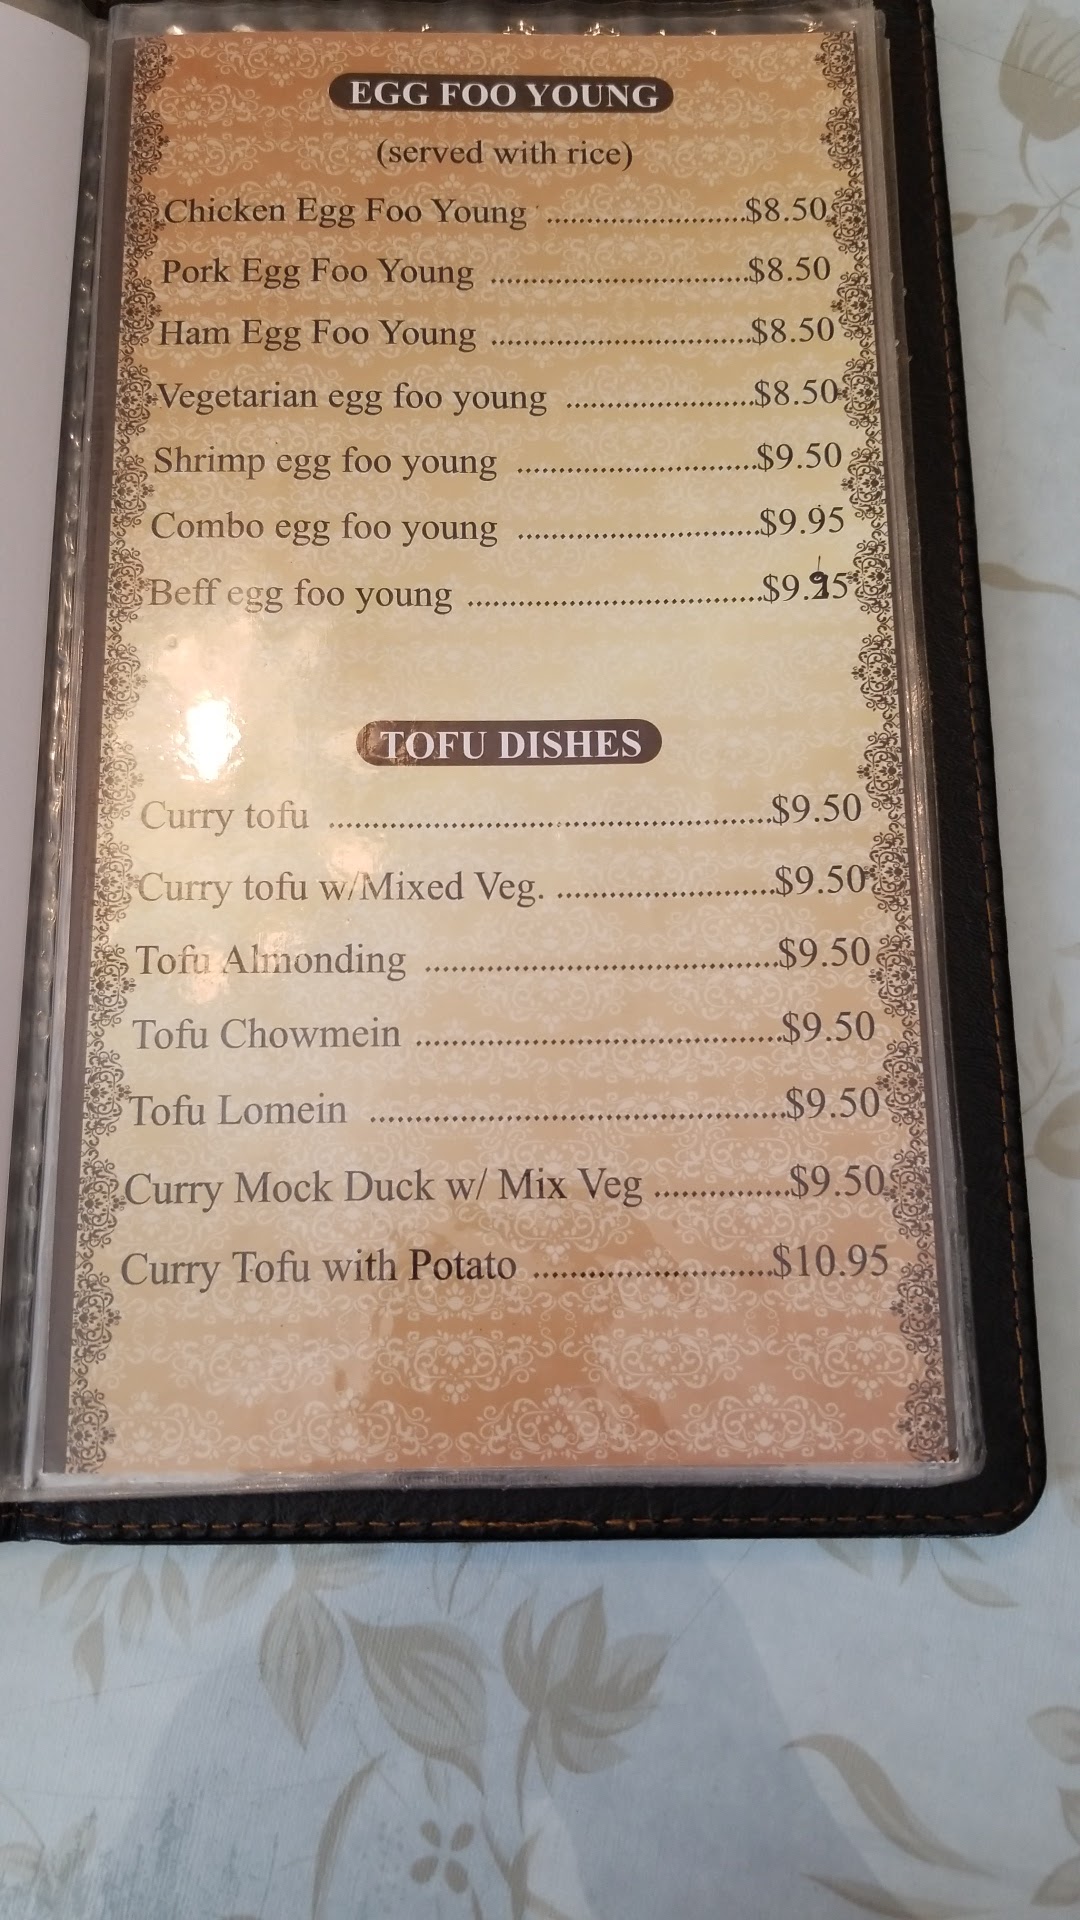 EGG FOO YOUNG
(served with rice)
Chicken Egg Foo Young ........................$8.50
Pork Egg Foo Young ...............................$8.50
Ham Egg Foo Young ...............................$8.50
Vegetarian egg foo young .......................$8.50
Shrimp egg foo young .............................$9.50
Combo egg foo young .............................$9.95
Beff egg foo young ...................................$9.95
TOFU DISHES
Curry tofu ....................................................$9.50
Curry tofu w/Mixed Veg. ..........................$9.50
Tofu Almonding .........................................$9.50
Tofu Chowmein ..........................................$9.50
Tofu Lomein ................................................$9.50
Curry Mock Duck w/ Mix Veg ................$9.50
Curry Tofu with Potato ............................$10.95